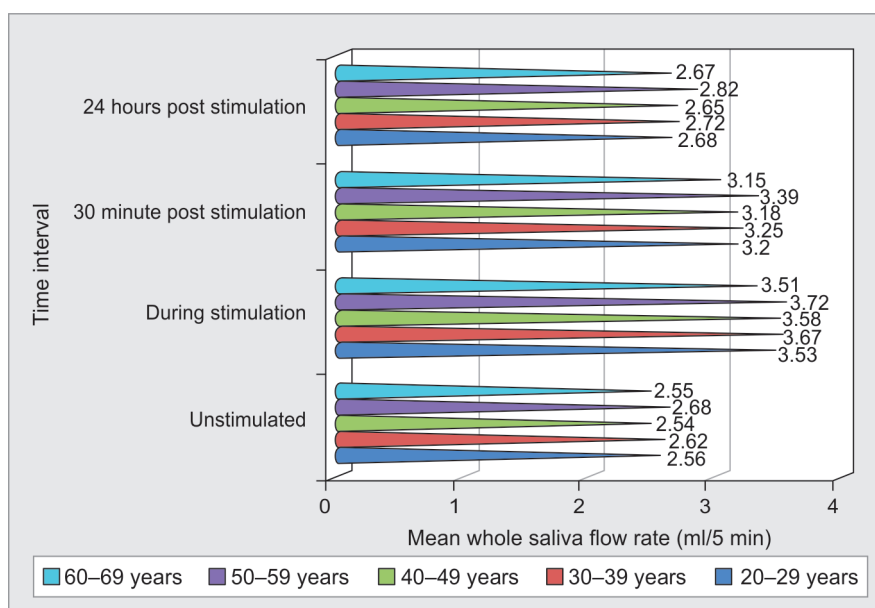 Time interval
24 hours post stimulation
2.67
2.82
2.65
2.72
2.68
30 minute post stimulation
3.15
3.39
3.18
3.25
3.2
During stimulation
3.51
3.72
3.58
3.67
3.53
Unstimulated
2.55
2.68
2.54
2.62
2.56
0 1 2 3 4
Mean whole saliva flow rate (ml/5 min)
60–69 years 50–59 years 40–49 years 30–39 years 20–29 years